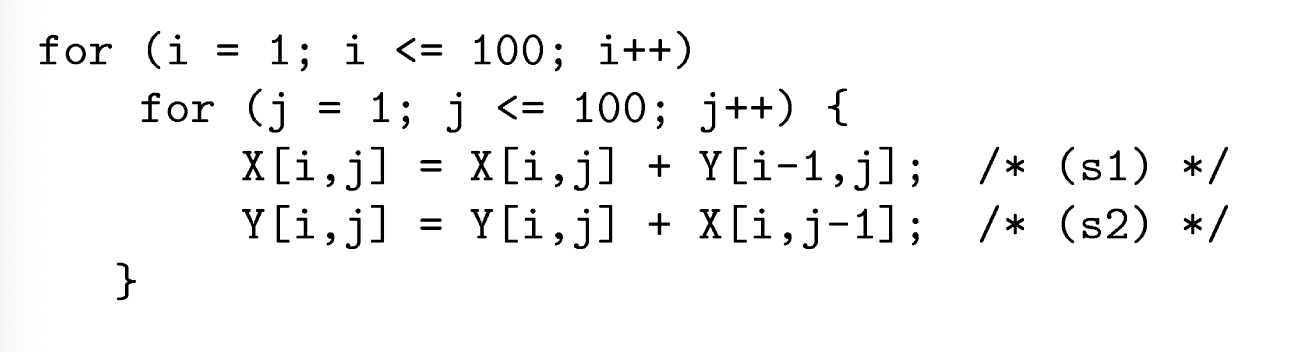 for (i = 1; i <= 100; i++)
for (j = 1; j <= 100; j++) {
X[i,j] = X[i,j] + Y[i-1,j]; /* (s1) */
Y[i,j] = Y[i,j] + X[i,j-1]; /* (s2) */
}